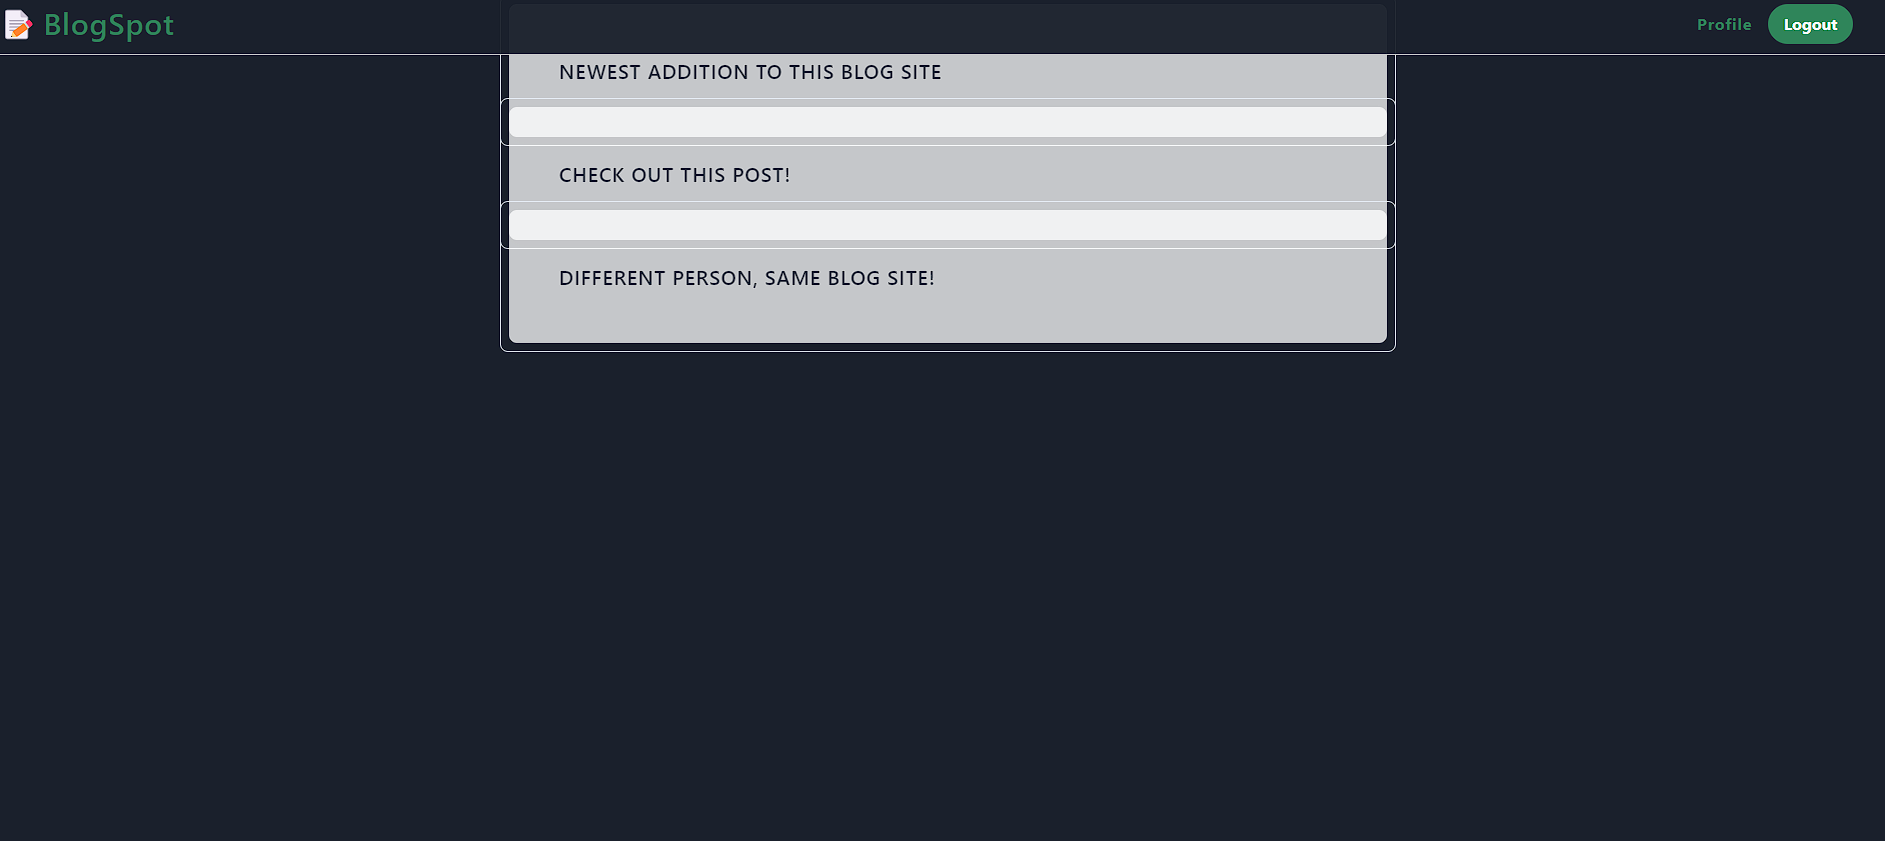 BlogSpot
Profile
Logout
NEWEST ADDITION TO THIS BLOG SITE
CHECK OUT THIS POST!
DIFFERENT PERSON, SAME BLOG SITE!